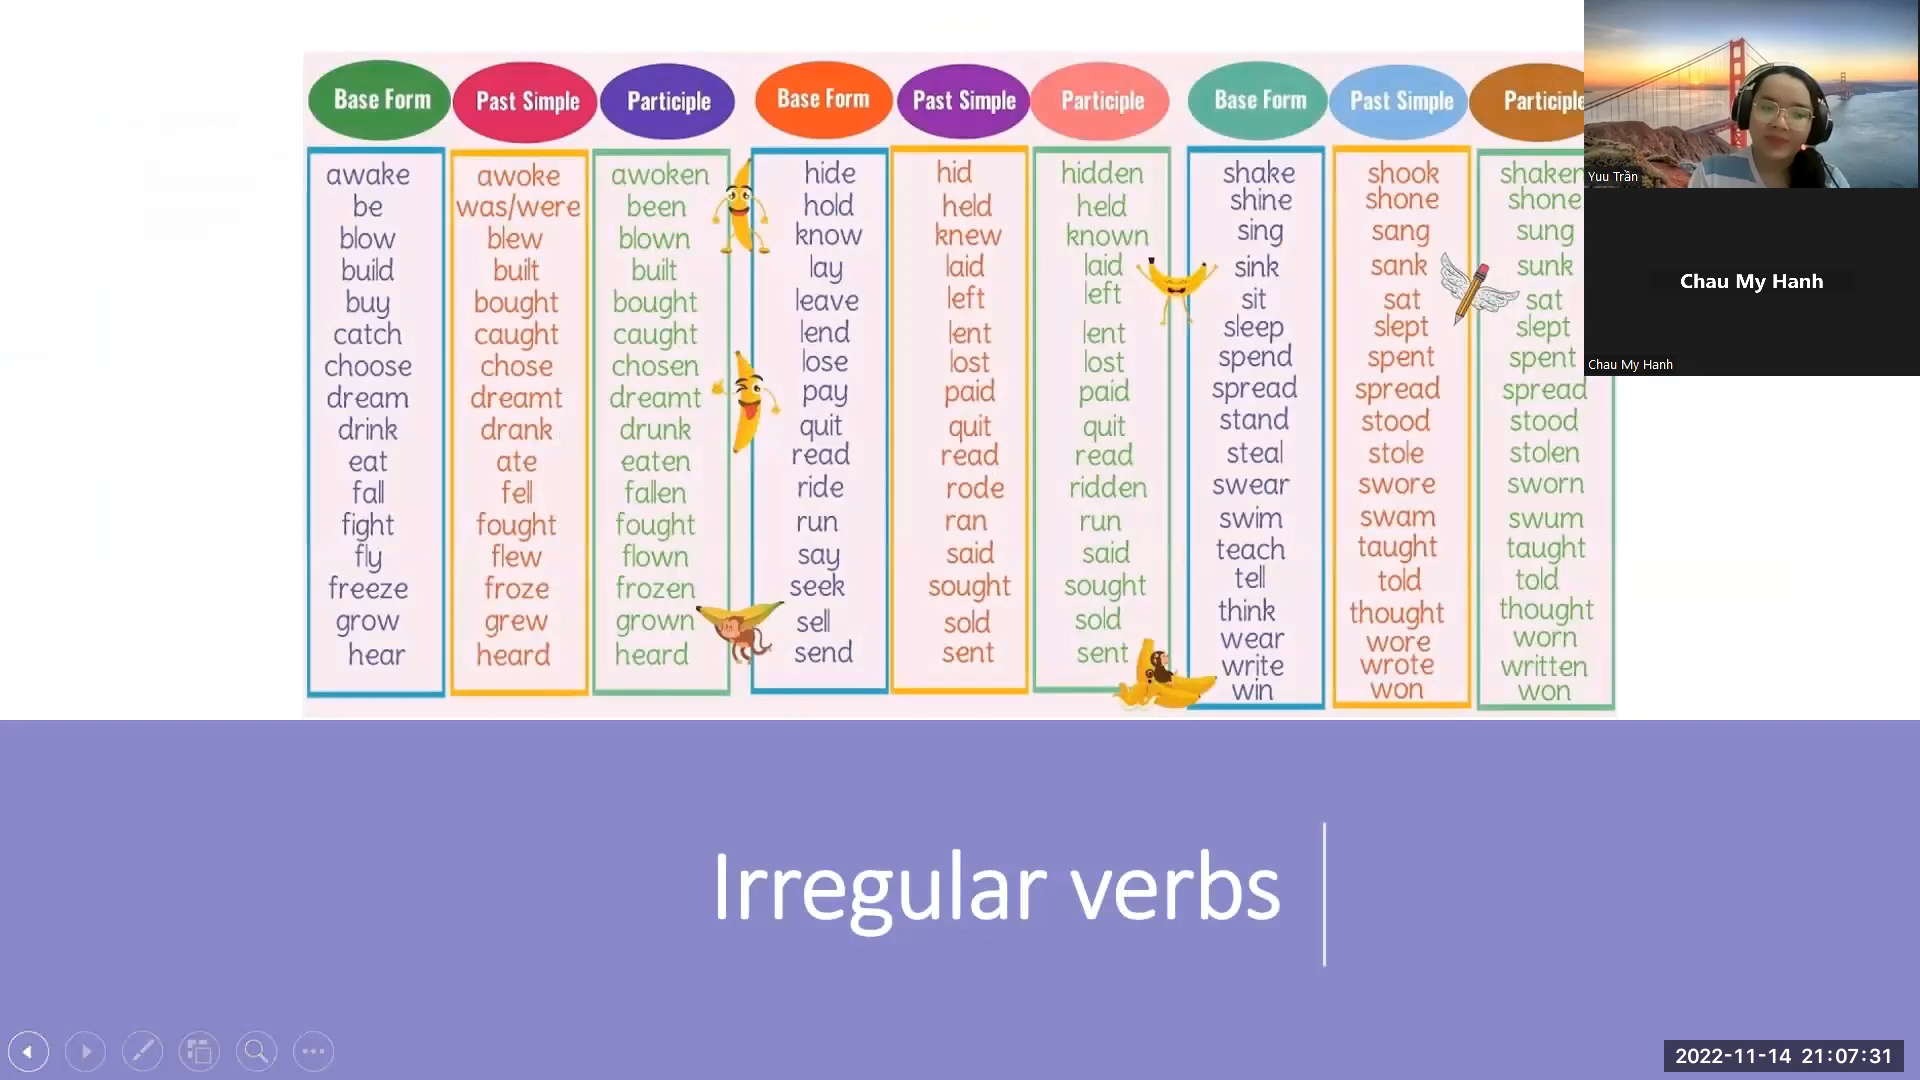 Base Form Past Simple Participle Base Form Past Simple Participle Base Form Past Simple Participle
awake awoke awoken hide hid hidden shake shook shaken
be was/were been hold held held shine shone shone
blow blew blown know knew known sing sang sung
build built built lay laid laid sink sank sunk
buy bought bought leave left left sit sat sat
catch caught caught lend lent lent sleep slept slept
choose chose chosen lose lost lost spend spent spent
dream dreamt dreamt pay paid paid spread spread spread
drink drank drunk quit quit quit stand stood stood
eat ate eaten read read read steal stole stolen
fall fell fallen ride rode ridden swear swore sworn
fight fought fought run ran run swim swam swum
fly flew flown say said said teach taught taught
freeze froze frozen seek sought sought tell told told
grow grew grown sell sold sold think thought thought
hear heard heard send sent sent wear wore worn
write wrote written
win won won
Irregular verbs
Yuu Trần
Chau My Hanh
Chau My Hanh
2022-11-14 21:07:31